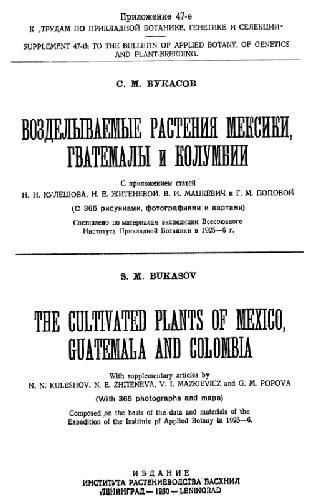 Приложение 47-е
К „ТРУДАМ ПО ПРИКЛАДНОЙ БОТАНИКЕ, ГЕНЕТИКЕ И СЕЛЕКЦИИ“
SUPPLEMENT 47-th TO THE BULLETIN OF APPLIED BOTANY, OF GENETICS
AND PLANT-BREEDING.
С. М. БУКАСОВ
ВОЗДЕЛЫВАЕМЫЕ РАСТЕНИЯ МЕКСИКИ,
ГВАТЕМАЛЫ и КОЛУМБИИ
С приложением статей
Н. Н. КУЛЕШОВА, Н. Е. ЖИТЕНЕВОЙ, В. И. МАЦКЕВИЧ и Г. М. ПОПОВОЙ
(С 365 рисунками, фотографиями и картами)
Составлено по материалам экспедиции Всесоюзного
Института Прикладной Ботаники в 1925—6 г.
S. M. BUKASOV
THE CULTIVATED PLANTS OF MEXICO,
GUATEMALA AND COLOMBIA
With supplementary articles by
N. N. KULESHOV, N. E. ZHITENEVA, V. I. MAZKIEVICZ and G. M. POPOVA
(With 365 photographs and maps)
Composed on the basis of the data and materials of the
Expedition of the Institute of Applied Botany in 1925—6.
ИЗДАНИЕ
ИНСТИТУТА РАСТЕНИЕВОДСТВА ВАСХНИЛ
ЛЕНИНГРАД — 1930 — LENINGRAD